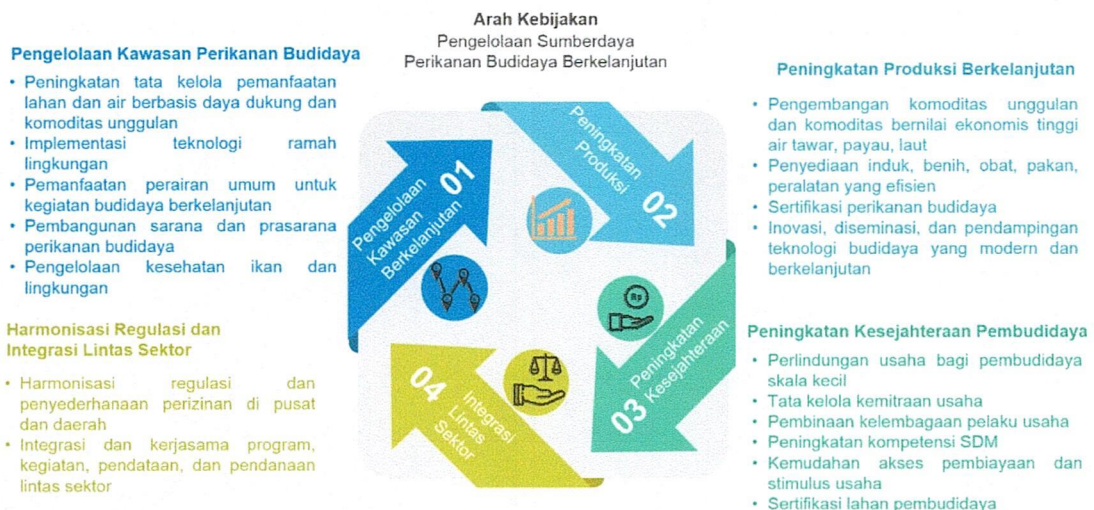 Arah Kebijakan
Pengelolaan Sumberdaya
Perikanan Budidaya Berkelanjutan
Pengelolaan Kawasan Perikanan Budidaya
• Peningkatan tata kelola pemanfaatan
lahan dan air berbasis daya dukung dan
komoditas unggulan
• Implementasi teknologi ramah
lingkungan
• Pemanfaatan perairan umum untuk
kegiatan budidaya berkelanjutan
• Pembangunan sarana dan prasarana
perikanan budidaya
• Pengelolaan kesehatan ikan dan
lingkungan
01
Pengelolaan
Kawasan
Berkelanjutan
Peningkatan
Produksi
02
Peningkatan Produksi Berkelanjutan
• Pengembangan komoditas unggulan
dan komoditas bernilai ekonomis tinggi
air tawar, payau, laut
• Penyediaan induk, benih, obat, pakan,
peralatan yang efisien
• Sertifikasi perikanan budidaya
• Inovasi, diseminasi, dan pendampingan
teknologi budidaya yang modern dan
berkelanjutan
Rp
Peningkatan
Kesejahteraan
03
Peningkatan Kesejahteraan Pembudidaya
• Perlindungan usaha bagi pembudidaya
skala kecil
• Tata kelola kemitraan usaha
• Pembinaan kelembagaan pelaku usaha
• Peningkatan kompetensi SDM
• Kemudahan akses pembiayaan dan
stimulus usaha
• Sertifikasi lahan pembudidaya
04
Integrasi
Lintas
Sektor
Harmonisasi Regulasi dan
Integrasi Lintas Sektor
• Harmonisasi regulasi dan
penyederhanaan perizinan di pusat
dan daerah
• Integrasi dan kerjasama program,
kegiatan, pendataan, dan pendanaan
lintas sektor